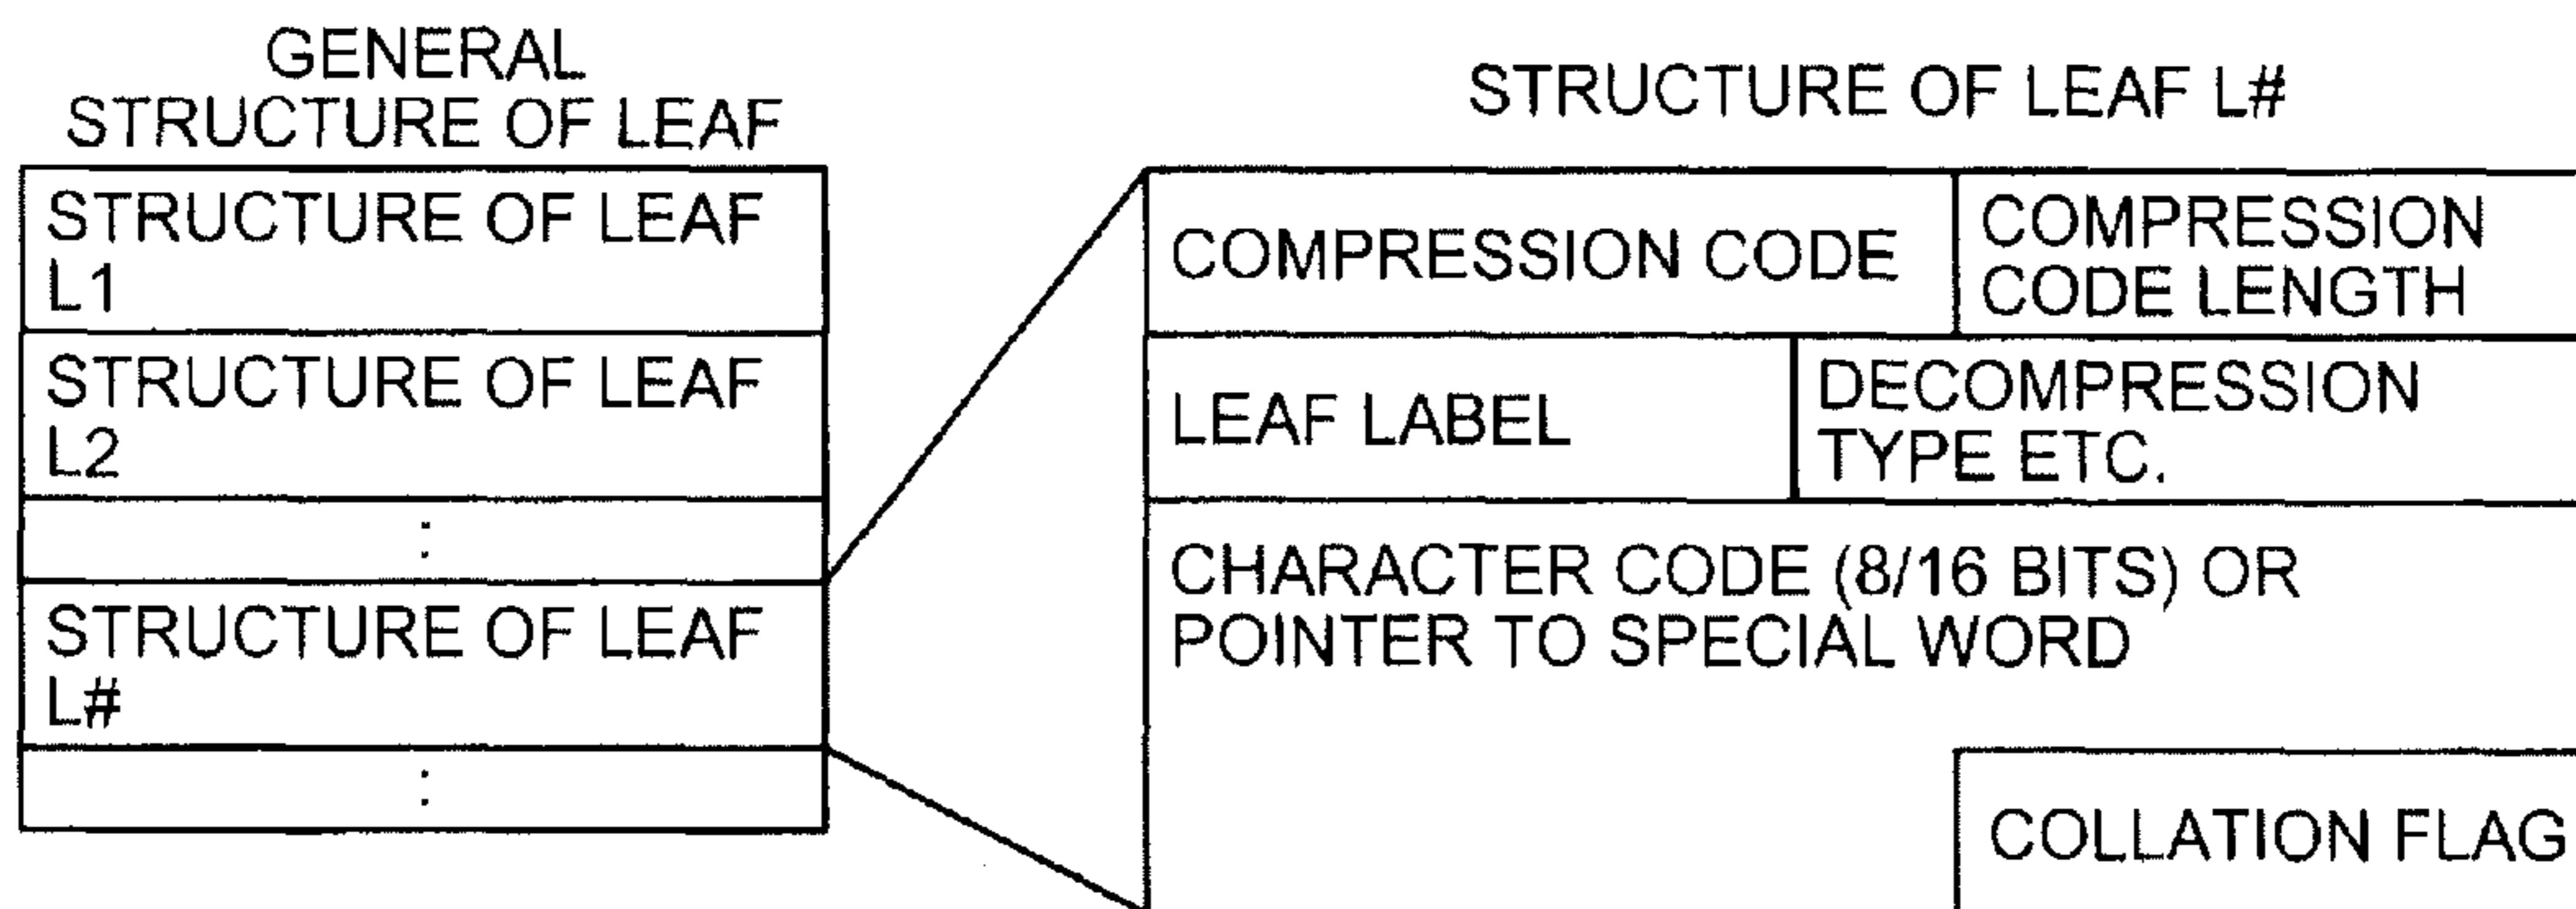 GENERAL
STRUCTURE OF LEAF
STRUCTURE OF LEAF
L1
STRUCTURE OF LEAF
L2
:
STRUCTURE OF LEAF
L#
:
STRUCTURE OF LEAF L#
COMPRESSION CODE
COMPRESSION
CODE LENGTH
LEAF LABEL
DECOMPRESSION
TYPE ETC.
CHARACTER CODE (8/16 BITS) OR
POINTER TO SPECIAL WORD
COLLATION FLAG